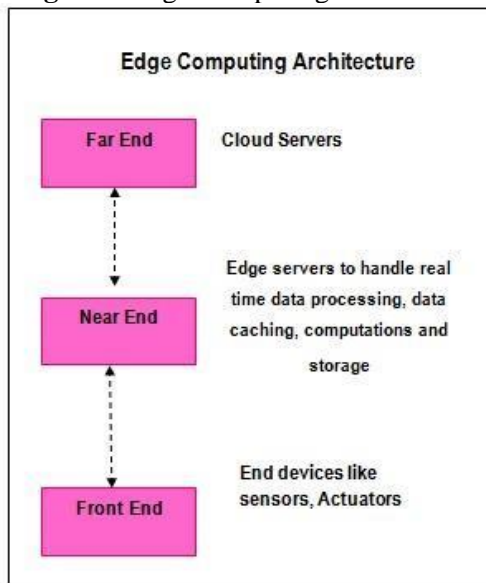 Edge Computing Architecture
Far End
Cloud Servers
Near End
Edge servers to handle real
time data processing, data
caching, computations and
storage
Front End
End devices like
sensors, Actuators